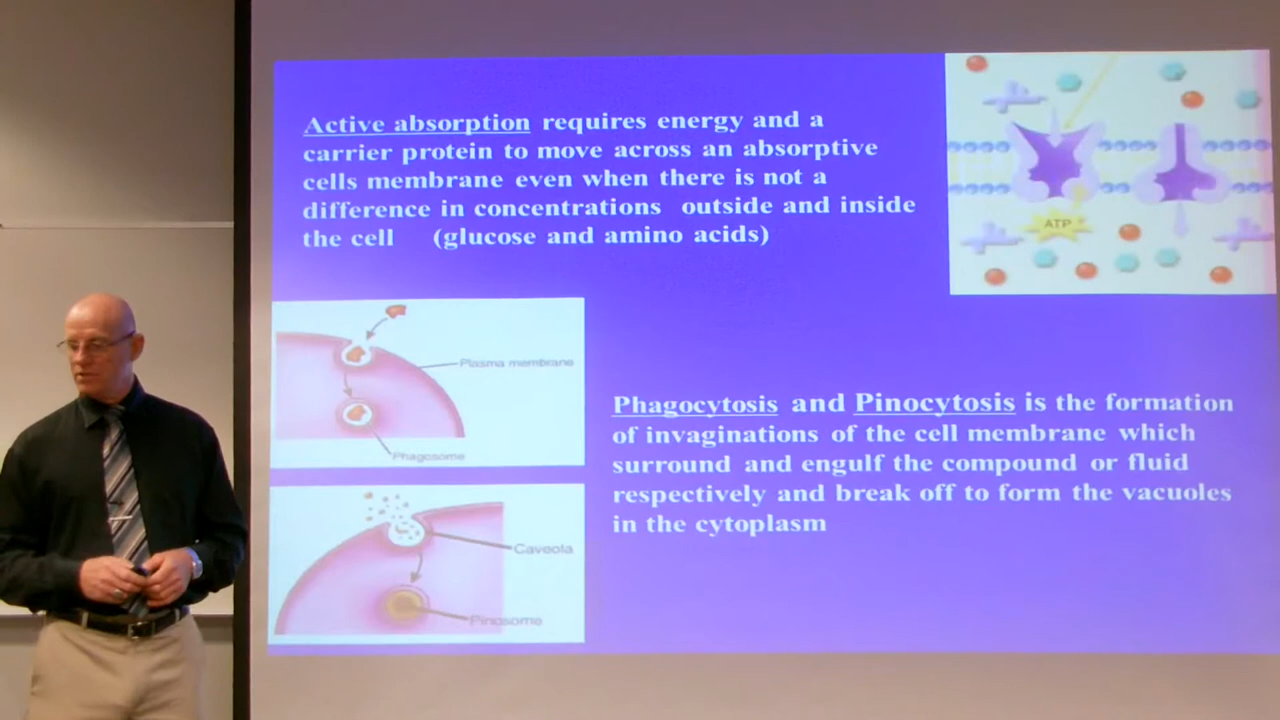 Active absorption requires energy and a
carrier protein to move across an absorptive
cells membrane even when there is not a
difference in concentrations outside and inside
the cell (glucose and amino acids)
ATP
Plasma membrane
Phagosome
Phagocytosis and Pinocytosis is the formation
of invaginations of the cell membrane which
surround and engulf the compound or fluid
respectively and break off to form the vacuoles
in the cytoplasm
Caveola
Pinosome